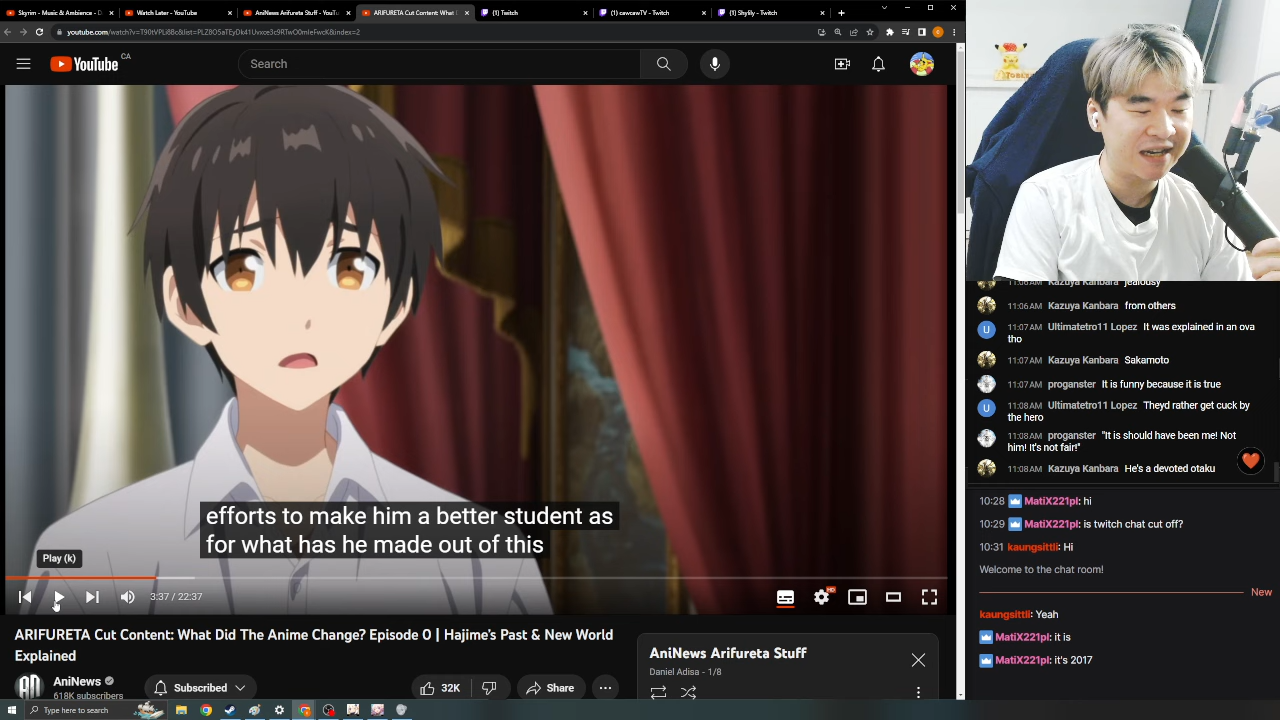 Skyrim - Music & Ambience - D
Watch Later - YouTube
AniNews Arifureta Stuff - YouTu
ARIFURETA Cut Content: What
(1) Twitch
(1) cawcawTV - Twitch
(1) Shylily - Twitch
YouTube CA
Search
efforts to make him a better student as
for what has he made out of this
Play (k)
3:37 / 22:37
HD
ARIFURETA Cut Content: What Did The Anime Change? Episode 0 | Hajime's Past & New World
Explained
AniNews
618K subscribers
Subscribed
32K
Share
AniNews Arifureta Stuff
Daniel Adisa - 1/8
Type here to search
11:06 AM Kazuya Kanbara jealousy
11:06 AM Kazuya Kanbara from others
U 11:07 AM Ultimatetro11 Lopez It was explained in an ova
tho
11:07 AM Kazuya Kanbara Sakamoto
11:07 AM proganster It is funny because it is true
U 11:08 AM Ultimatetro11 Lopez Theyd rather get cuck by
the hero
11:08 AM proganster "It is should have been me! Not
him! It's not fair!"
11:08 AM Kazuya Kanbara He's a devoted otaku
10:28 MatiX221pl: hi
10:29 MatiX221pl: is twitch chat cut off?
10:31 kaungsittli: Hi
Welcome to the chat room!
New
kaungsittli: Yeah
MatiX221pl: it is
MatiX221pl: it's 2017